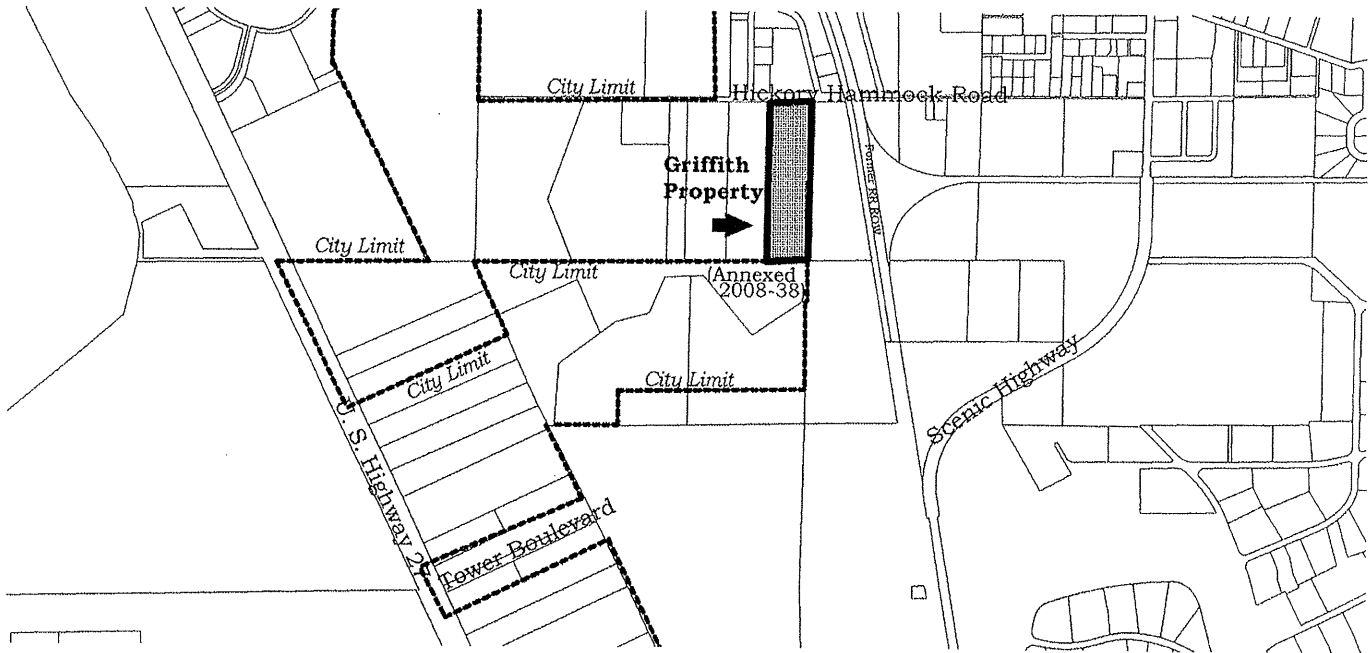 City Limit
Hickory Hammock Road
Griffith
Property
Former RR ROW
City Limit
City Limit
(Annexed
2008-38)
City Limit
City Limit
Scenic Highway
U. S. Highway 27
Tower Boulevard